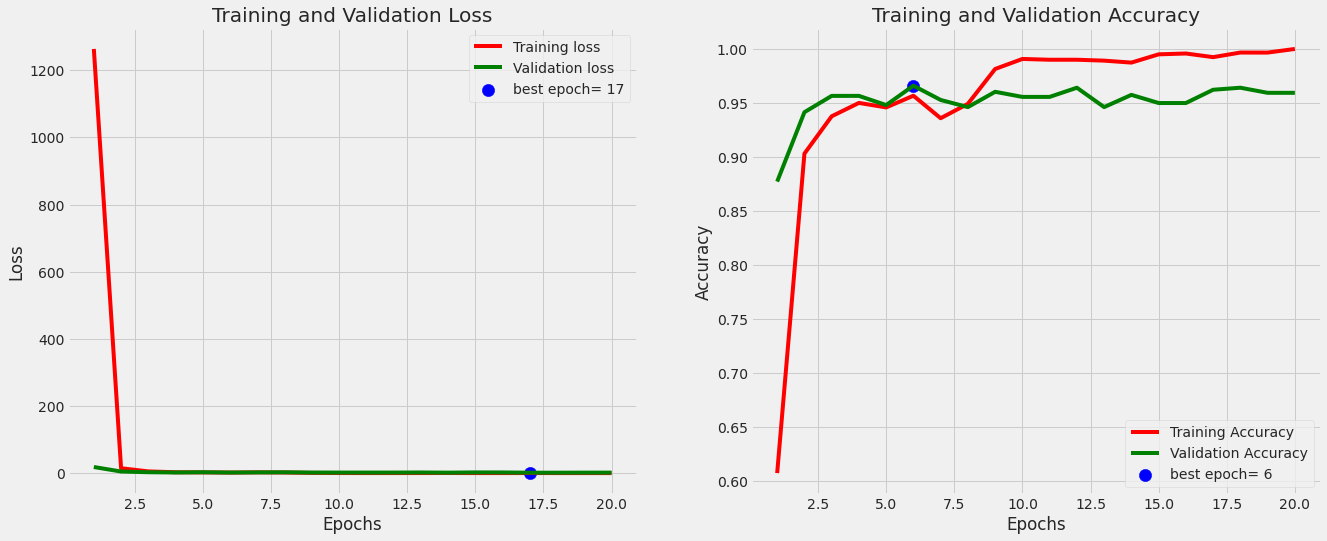 Training and Validation Loss
Training loss
Validation loss
best epoch= 17
1200
1000
800
600
400
200
0
Loss
2.5 5.0 7.5 10.0 12.5 15.0 17.5 20.0
Epochs
Training and Validation Accuracy
1.00
0.95
0.90
0.85
0.80
0.75
0.70
0.65
0.60
Accuracy
Training Accuracy
Validation Accuracy
best epoch= 6
2.5 5.0 7.5 10.0 12.5 15.0 17.5 20.0
Epochs